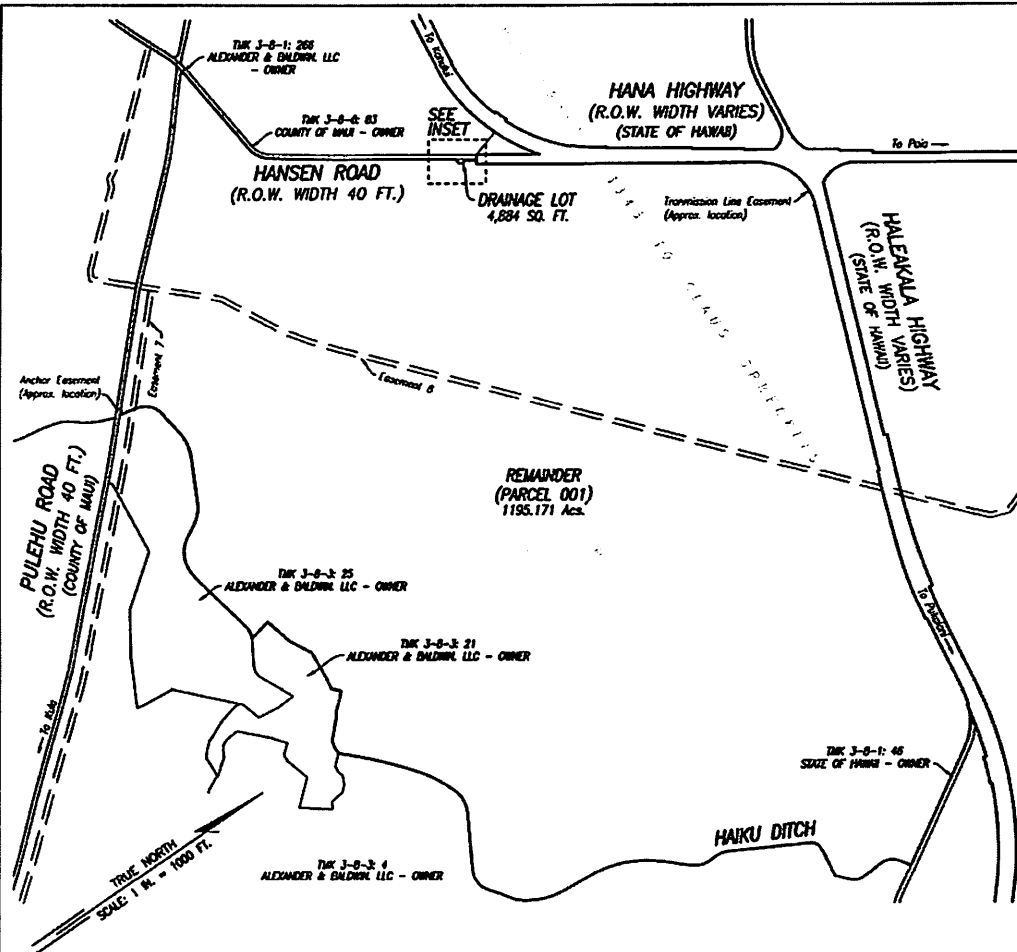 TMK 3-8-1: 266
ALEXANDER & BALDWIN, LLC
- OWNER
To Kahului
HANA HIGHWAY
(R.O.W. WIDTH VARIES)
(STATE OF HAWAII)
To Paia
TMK 3-8-6: 83
COUNTY OF MAUI - OWNER
SEE
INSET
HANSEN ROAD
(R.O.W. WIDTH 40 FT.)
DRAINAGE LOT
4,884 SQ. FT.
Transmission Line Easement
(Approx. location)
HALEAKALA HIGHWAY
(R.O.W. WIDTH VARIES)
(STATE OF HAWAII)
TO CLAUS SPRECKELS
Easement 7
Easement 8
Anchor Easement
(Approx. location)
PULEHU ROAD
(R.O.W. WIDTH 40 FT.)
(COUNTY OF MAUI)
REMAINDER
(PARCEL 001)
1195.171 Acs.
TMK 3-8-3: 25
ALEXANDER & BALDWIN, LLC - OWNER
TMK 3-8-3: 21
ALEXANDER & BALDWIN, LLC - OWNER
To Pukalani
To Kula
TMK 3-8-1: 46
STATE OF HAWAII - OWNER
HAIKU DITCH
TRUE NORTH
SCALE: 1 IN. = 1000 FT.
TMK 3-8-3: 4
ALEXANDER & BALDWIN, LLC - OWNER